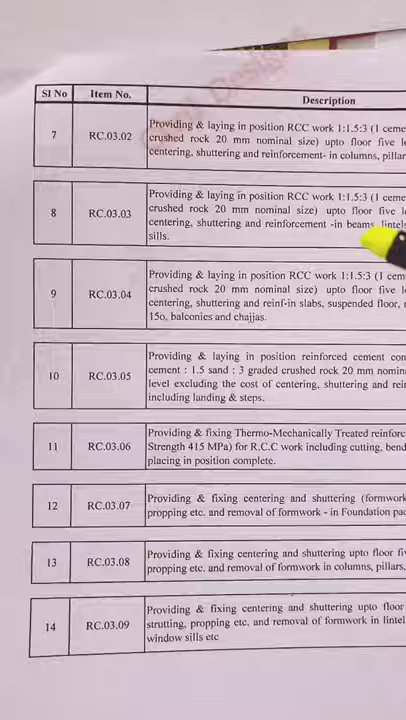 Sl No Item No. Description
7 RC.03.02 Providing & laying in position RCC work 1:1.5:3 (1 ceme
crushed rock 20 mm nominal size) upto floor five le
centering, shuttering and reinforcement- in columns, pillar
8 RC.03.03 Providing & laying in position RCC work 1:1.5:3 (1 ceme
crushed rock 20 mm nominal size) upto floor five le
centering, shuttering and reinforcement -in beams, lintels
sills.
9 RC.03.04 Providing & laying in position RCC work 1:1.5:3 (1 cem
crushed rock 20 mm nominal size) upto floor five le
centering, shuttering and reinf-in slabs, suspended floor,
15o, balconics and chajjas.
10 RC.03.05 Providing & laying in position reinforced cement con
cement : 1.5 sand : 3 graded crushed rock 20 mm nomin
level excluding the cost of centering, shuttering and rei
including landing & steps.
11 RC.03.06 Providing & fixing Thermo-Mechanically Treated reinforc
Strength 415 MPa) for R.C.C work including cutting, bend
placing in position complete.
12 RC.03.07 Providing & fixing centering and shuttering (formwork
propping etc. and removal of formwork - in Foundation pa
13 RC.03.08 Providing & fixing centering and shuttering upto floor fi
propping etc. and removal of formwork in columns, pillars,
14 RC.03.09 Providing & fixing centering and shuttering upto floor
strutting, propping etc. and removal of formwork in lintel
window sills etc